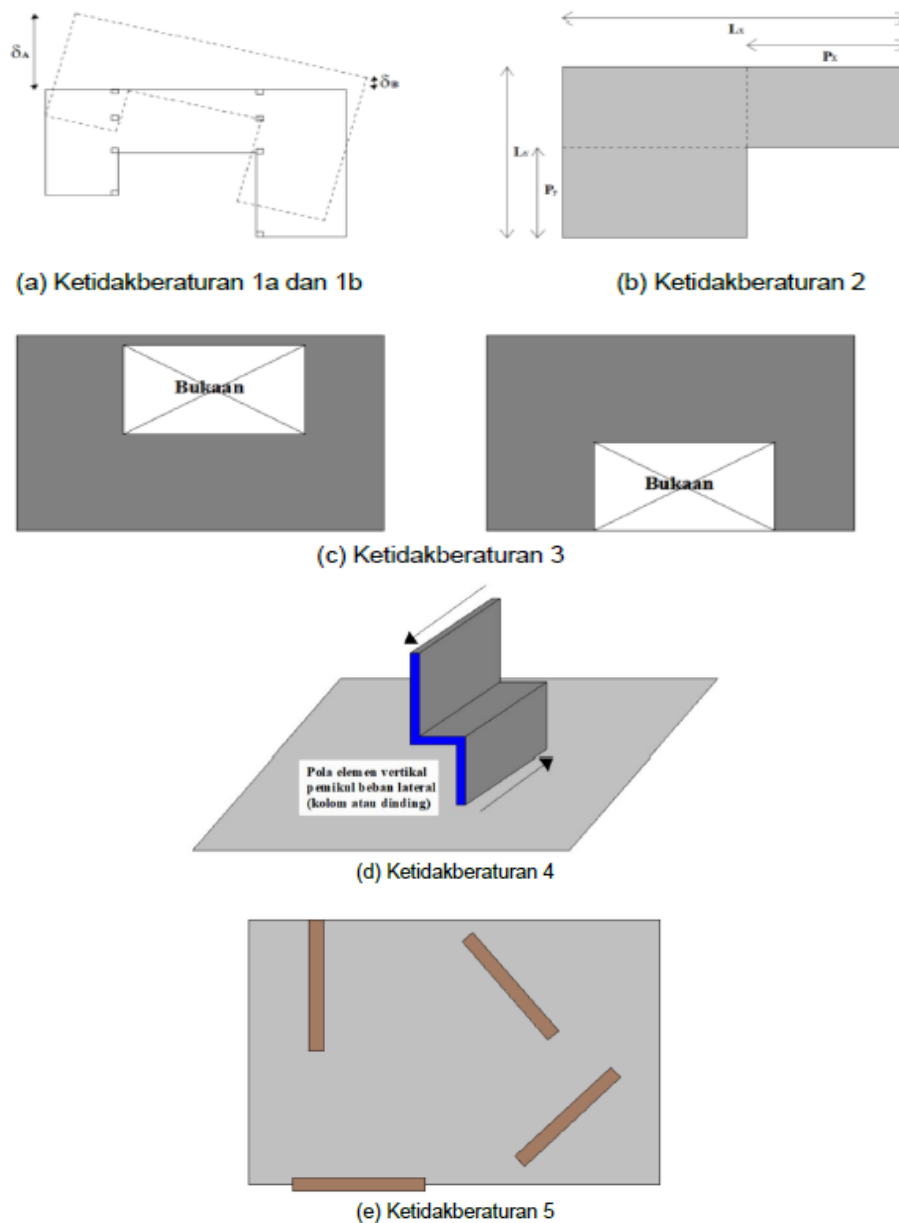 δA
δB
(a) Ketidakberaturan 1a dan 1b
Lx
Px
Py
(b) Ketidakberaturan 2
Bukaan
Bukaan
(c) Ketidakberaturan 3
Pola elemen vertikal
pemikul beban lateral
(kolom atau dinding)
(d) Ketidakberaturan 4
(e) Ketidakberaturan 5